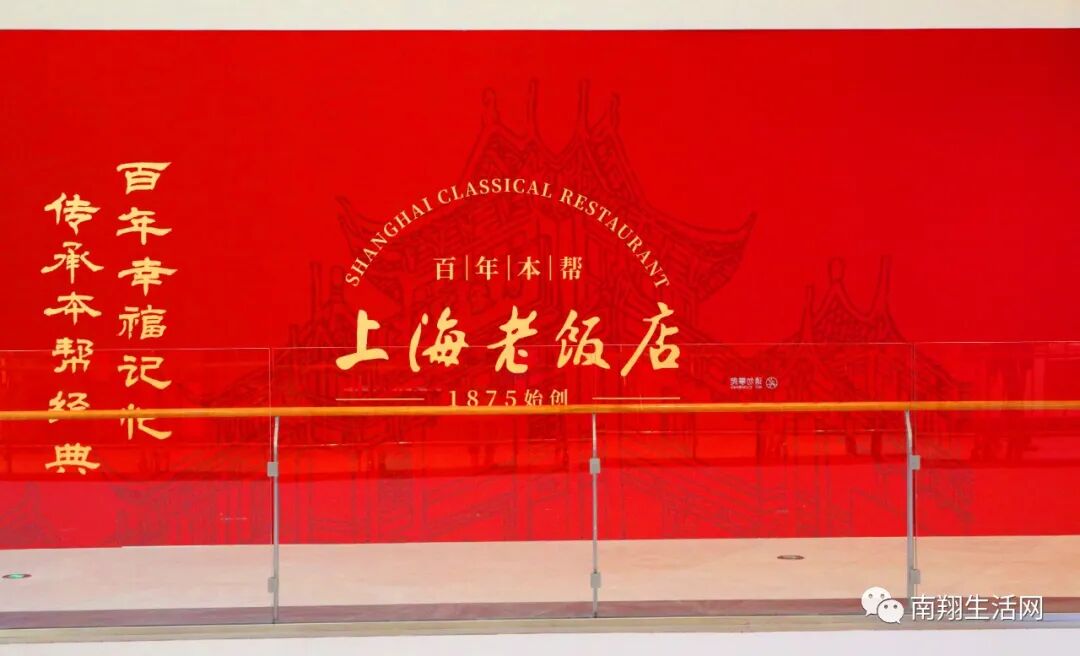 百年幸福记忆
传承本帮经典
SHANGHAI CLASSICAL RESTAURANT
百|年|本|帮
上海老饭店
1875始创
南翔生活网